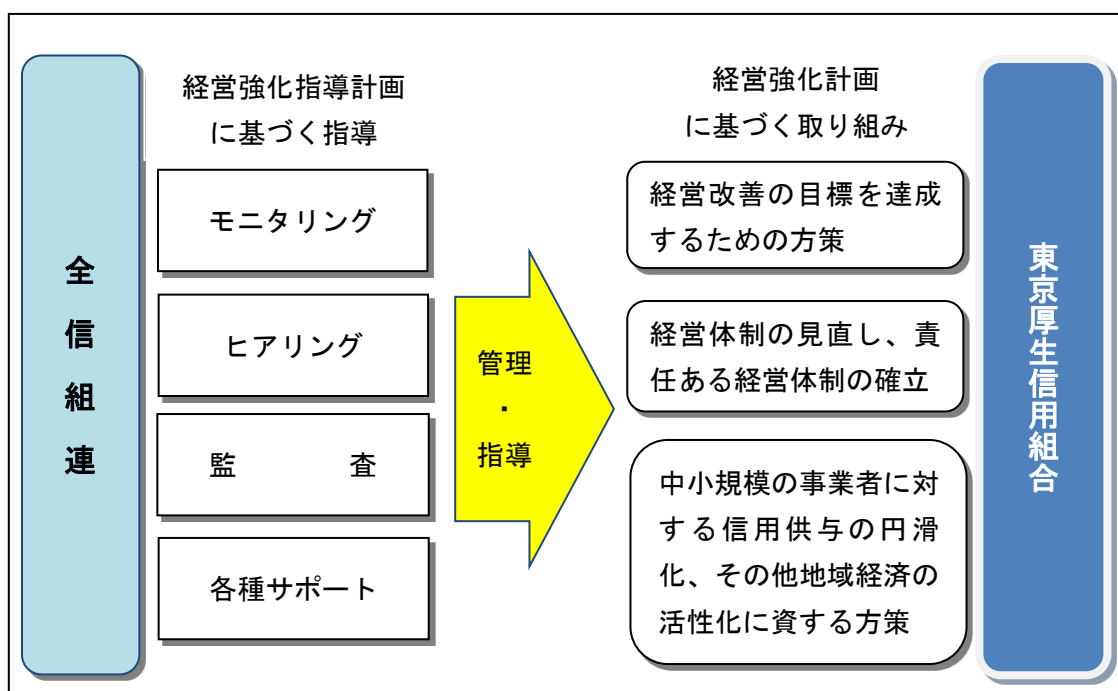 全信組連
経営強化指導計画
に基づく指導
モニタリング
ヒアリング
監　　　　査
各種サポート
管理
・
指導
経営強化計画
に基づく取り組み
経営改善の目標を達成
するための方策
経営体制の見直し、責
任ある経営体制の確立
中小規模の事業者に対
する信用供与の円滑
化、その他地域経済の
活性化に資する方策
東京厚生信用組合